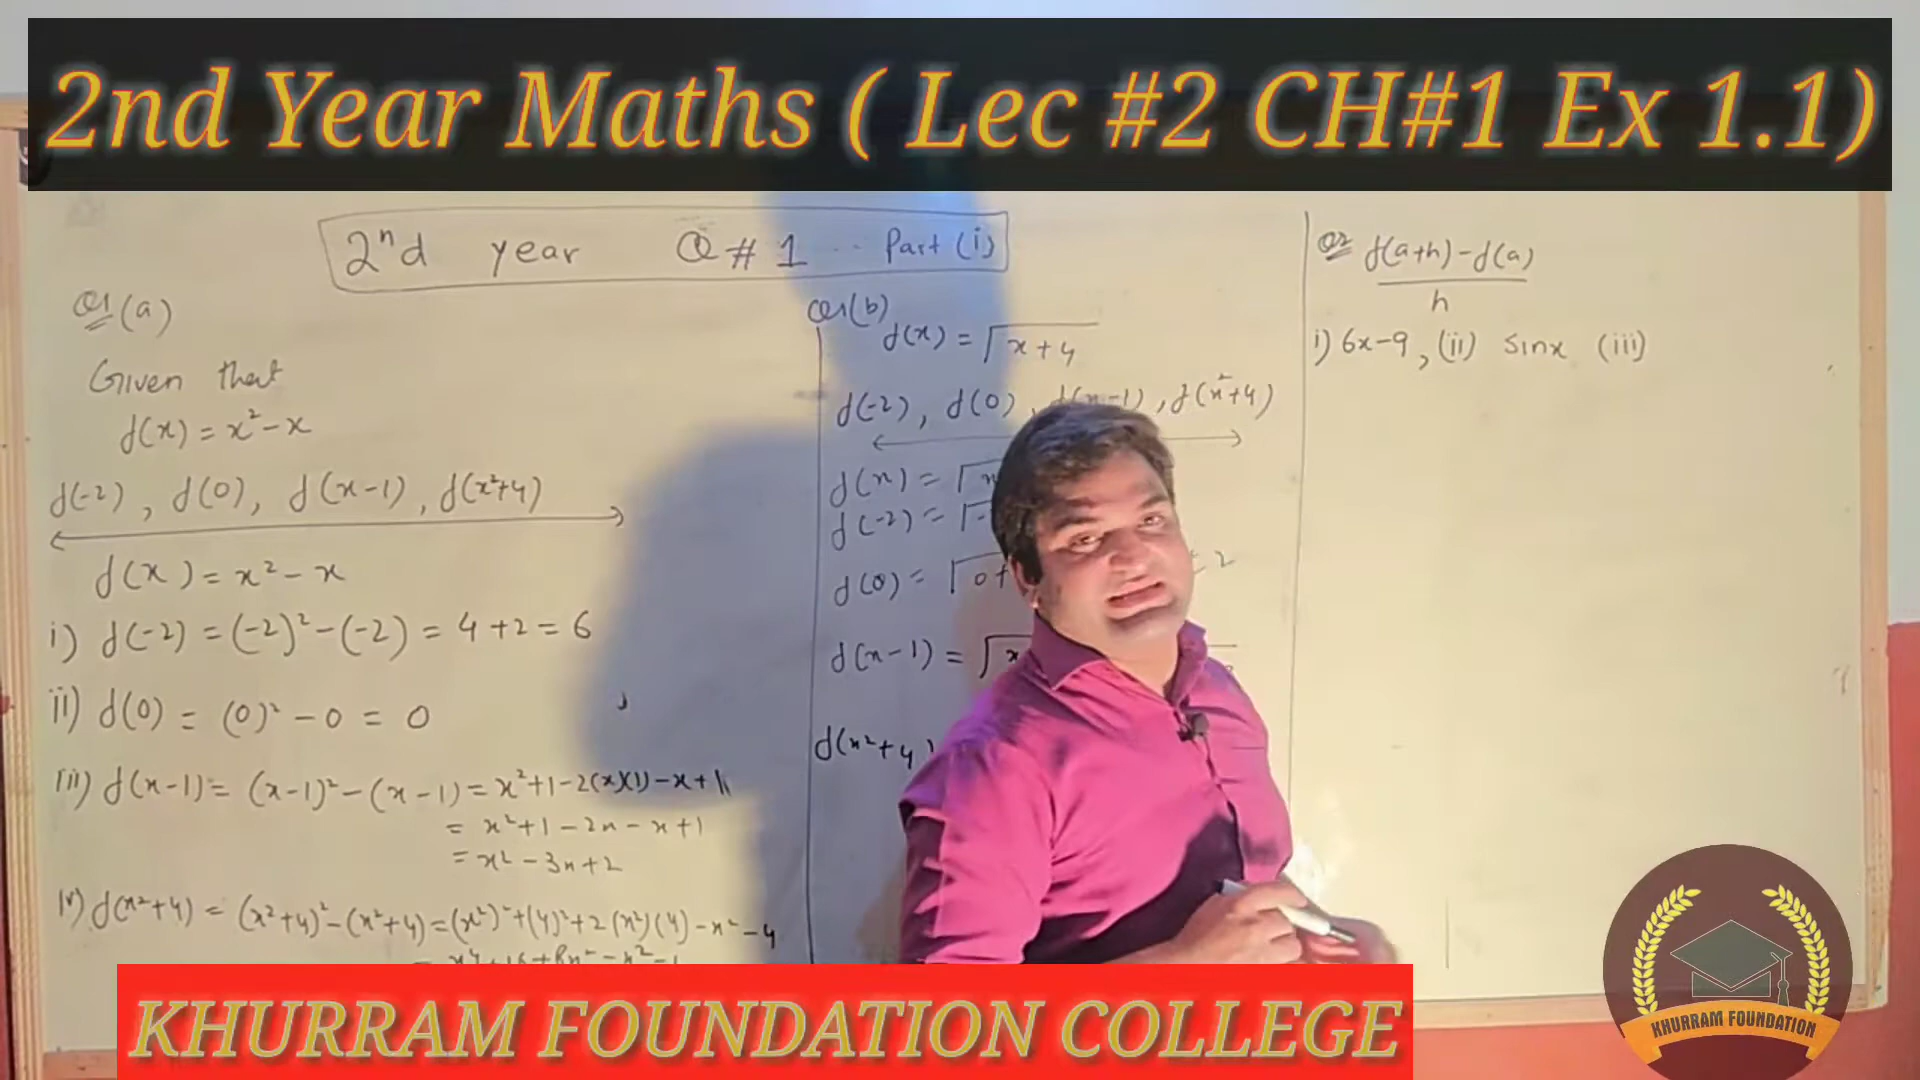 2nd Year Maths ( Lec #2 CH#1 Ex 1.1)
2nd year Q # 1 .. Part (i)
Q1 (a)
Given that
f(x) = x² - x
f(-2) , f(0), f(x-1) , f(x²+4)
f(x) = x² - x
i) f(-2) = (-2)² - (-2) = 4 + 2 = 6
ii) f(0) = (0)² - 0 = 0
iii) f(x-1) = (x-1)² - (x-1) = x²+1-2(x)(1)-x+1
= x²+1-2x-x+1
= x²-3x+2
iv) f(x²+4) = (x²+4)² - (x²+4) = (x²)²+(4)²+2(x²)(4)-x²-4
Q1(b)
f(x) = √x+4
f(-2), f(0), f(x-1), f(x²+4)
f(x) =
f(-2) =
f(0) = = 2
f(x-1) =
f(x²+4)
Q2 f(a+h)-f(a)
h
i) 6x-9, (ii) Sinx (iii)
KHURRAM FOUNDATION COLLEGE
KHURRAM FOUNDATION